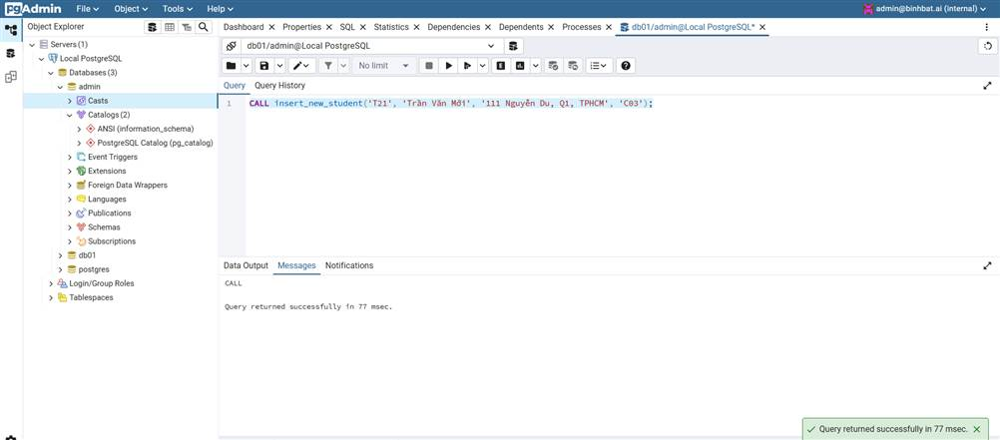 pgAdmin File Object Tools Help admin@binhbat.ai (internal)
Object Explorer
Dashboard Properties SQL Statistics Dependencies Dependents Processes db01/admin@Local PostgreSQL*
Servers (1)
Local PostgreSQL
Databases (3)
admin
Casts
Catalogs (2)
ANSI (information_schema)
PostgreSQL Catalog (pg_catalog)
Event Triggers
Extensions
Foreign Data Wrappers
Languages
Publications
Schemas
Subscriptions
db01
postgres
Login/Group Roles
Tablespaces
db01/admin@Local PostgreSQL
No limit
Query Query History
1 CALL insert_new_student('T21', 'Trần Văn Mới', '111 Nguyễn Du, Q1, TPHCM', 'C03');
Data Output Messages Notifications
CALL
Query returned successfully in 77 msec.
Query returned successfully in 77 msec.